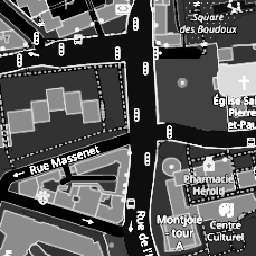 Square
des Boudoux
Église Sai
Pierre
et-Pau
Rue Massenet
Pharmacie
Hérold
Montjoie
- tour
A
Centre
Culturel
Rue de l'